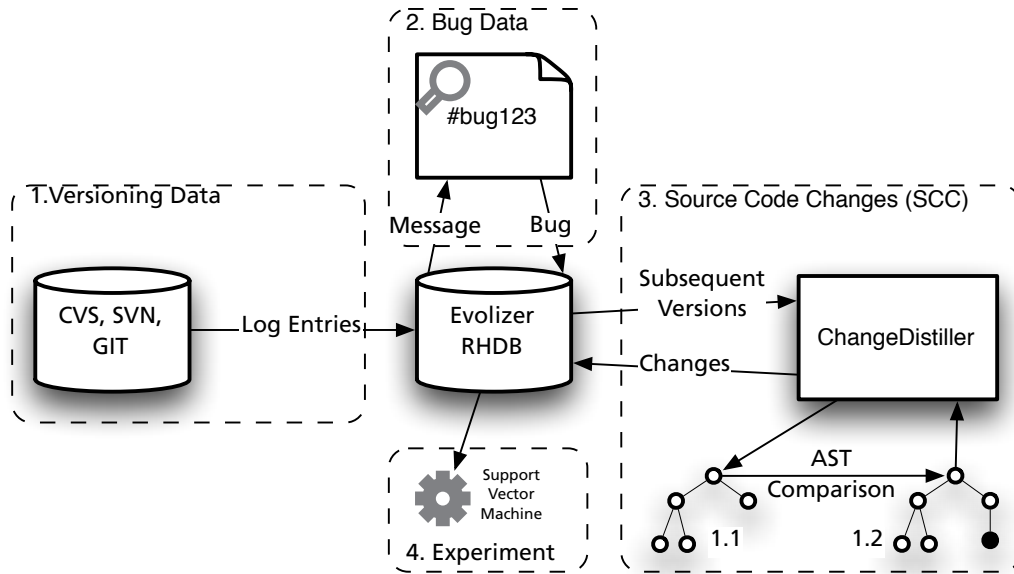 2. Bug Data
#bug123
Message
Bug
1.Versioning Data
CVS, SVN,
GIT
Log Entries
Evolizer
RHDB
3. Source Code Changes (SCC)
Subsequent
Versions
Changes
ChangeDistiller
AST
Comparison
1.1
1.2
Support
Vector
Machine
4. Experiment